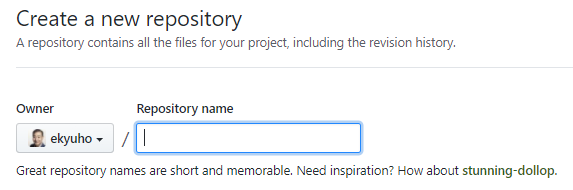 Create a new repository
A repository contains all the files for your project, including the revision history.
Owner Repository name
ekyuho /
Great repository names are short and memorable. Need inspiration? How about stunning-dollop.